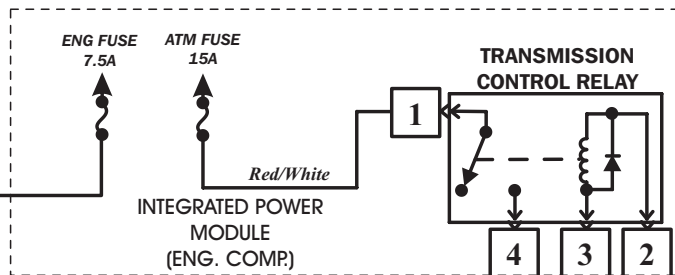 ENG FUSE
7.5A
ATM FUSE
15A
TRANSMISSION
CONTROL RELAY
1
Red/White
INTEGRATED POWER
MODULE
(ENG. COMP.)
4
3
2